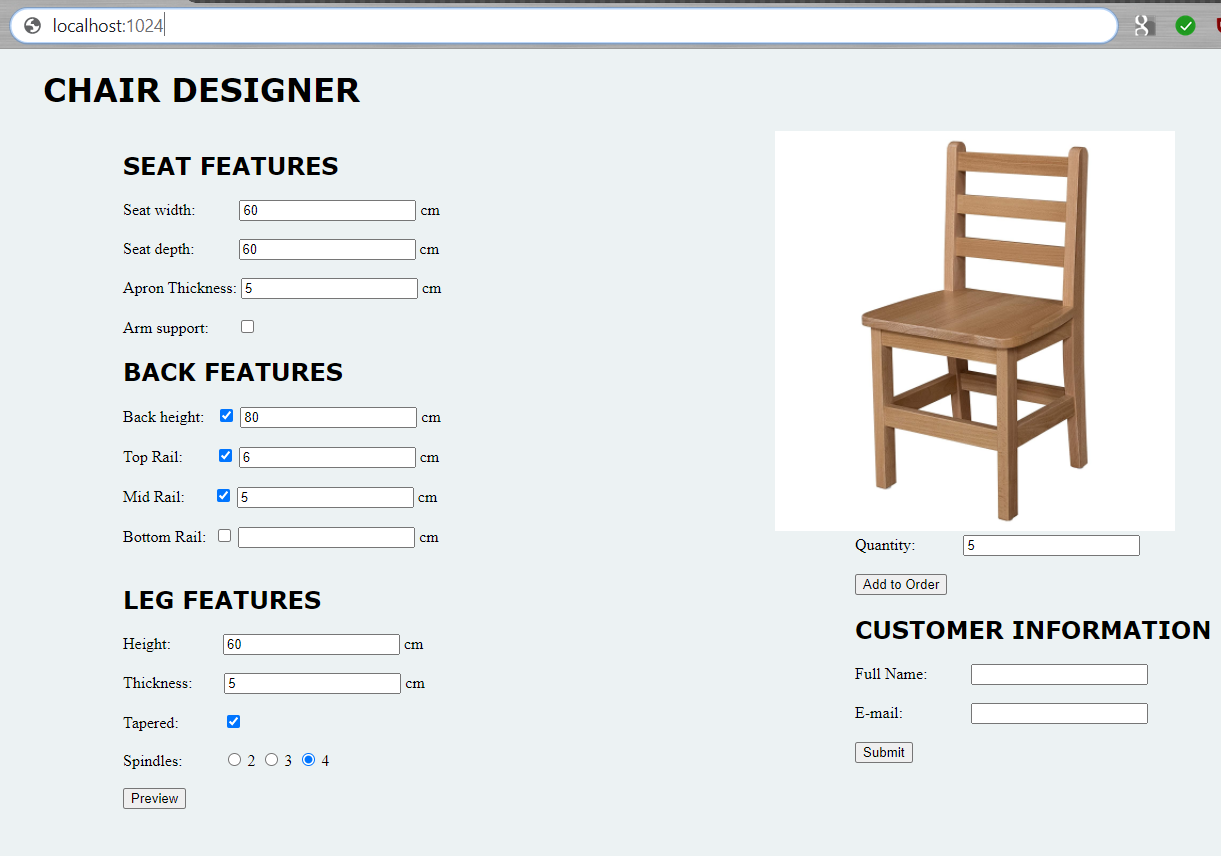 localhost:1024
CHAIR DESIGNER
SEAT FEATURES
Seat width: 60 cm
Seat depth: 60 cm
Apron Thickness: 5 cm
Arm support:
BACK FEATURES
Back height: 80 cm
Top Rail: 6 cm
Mid Rail: 5 cm
Bottom Rail: cm
LEG FEATURES
Height: 60 cm
Thickness: 5 cm
Tapered:
Spindles: 2 3 4
Preview
Quantity: 5
Add to Order
CUSTOMER INFORMATION
Full Name:
E-mail:
Submit